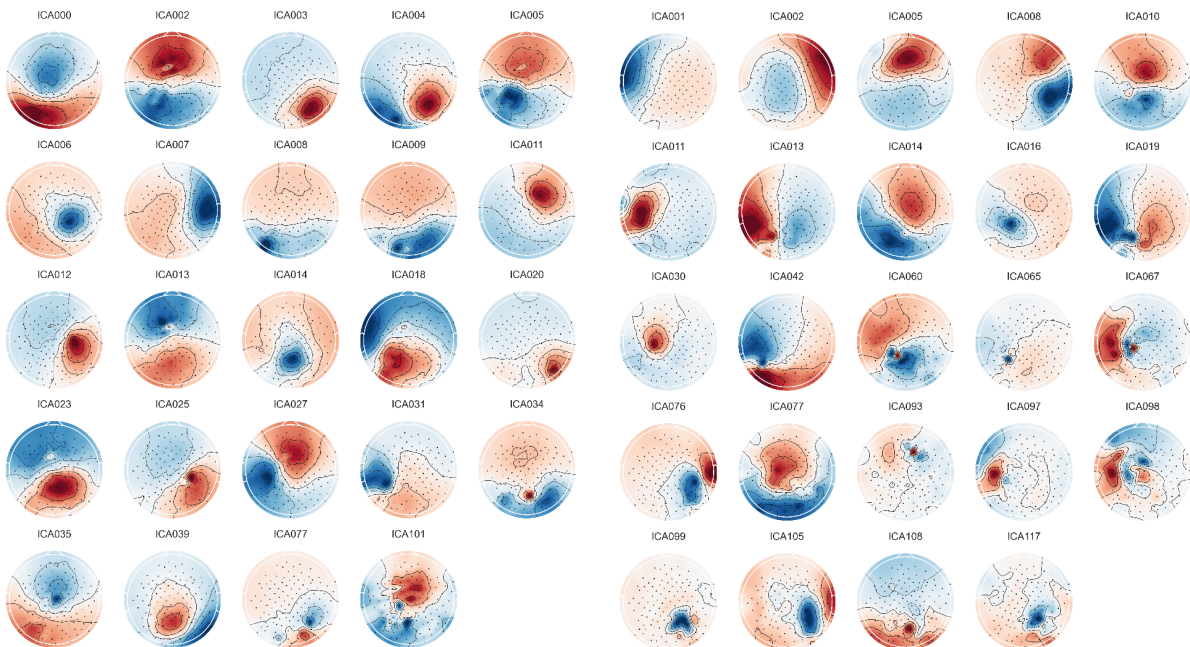 ICA000 ICA002 ICA003 ICA004 ICA005 ICA001 ICA002 ICA005 ICA008 ICA010
ICA006 ICA007 ICA008 ICA009 ICA011 ICA011 ICA013 ICA014 ICA016 ICA019
ICA012 ICA013 ICA014 ICA018 ICA020 ICA030 ICA042 ICA060 ICA065 ICA067
ICA023 ICA025 ICA027 ICA031 ICA034 ICA076 ICA077 ICA093 ICA097 ICA098
ICA035 ICA039 ICA077 ICA101 ICA099 ICA105 ICA108 ICA117